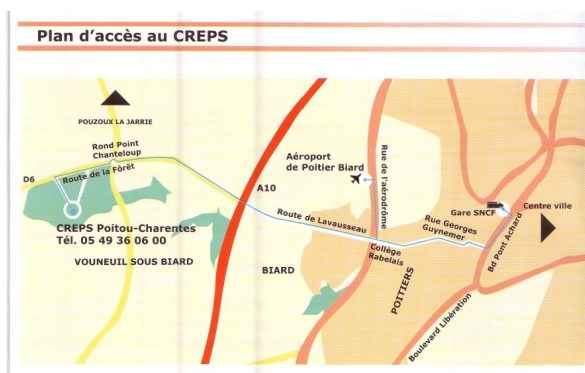 Plan d'accès au CREPS
POUZOUX LA JARRIE
Rond Point
Chanteloup
D6
Route de la Fôrêt
CREPS Poitou-Charentes
Tél. 05 49 36 06 00
VOUNEUIL SOUS BIARD
A10
Aéroport
de Poitier Biard
Rue de l'aérodrôme
Route de Lavausseau
BIARD
Collège
Rabelais
POITIERS
Rue Georges
Guynemer
Gare SNCF
Centre ville
Bd Pont Achard
Boulevard Libération